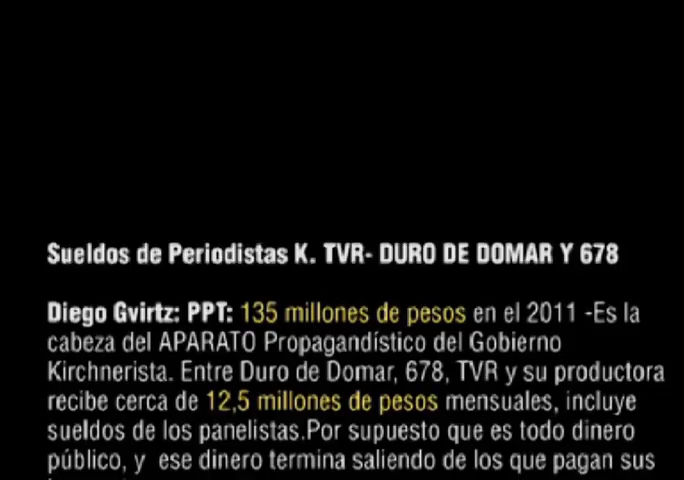 Sueldos de Periodistas K. TVR- DURO DE DOMAR Y 678
Diego Gvirtz: PPT: 135 millones de pesos en el 2011 -Es la
cabeza del APARATO Propagandístico del Gobierno
Kirchnerista. Entre Duro de Domar, 678, TVR y su productora
recibe cerca de 12,5 millones de pesos mensuales, incluye
sueldos de los panelistas.Por supuesto que es todo dinero
público, y ese dinero termina saliendo de los que pagan sus